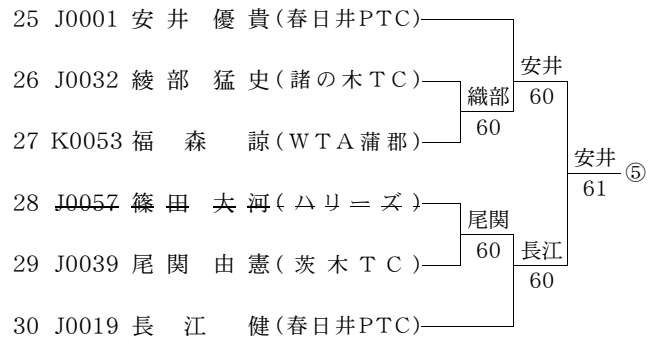 25 J0001 安井 優貴(春日井PTC)
安井
26 J0032 綾部 猛史(諸の木TC)
織部
60
60
27 K0053 福森 諒(WTA蒲郡)
安井
61
⑤
28 J0057 篠田 大河(ハリーズ)
尾関
60
29 J0039 尾関 由憲(茨木TC)
長江
60
30 J0019 長江 健(春日井PTC)